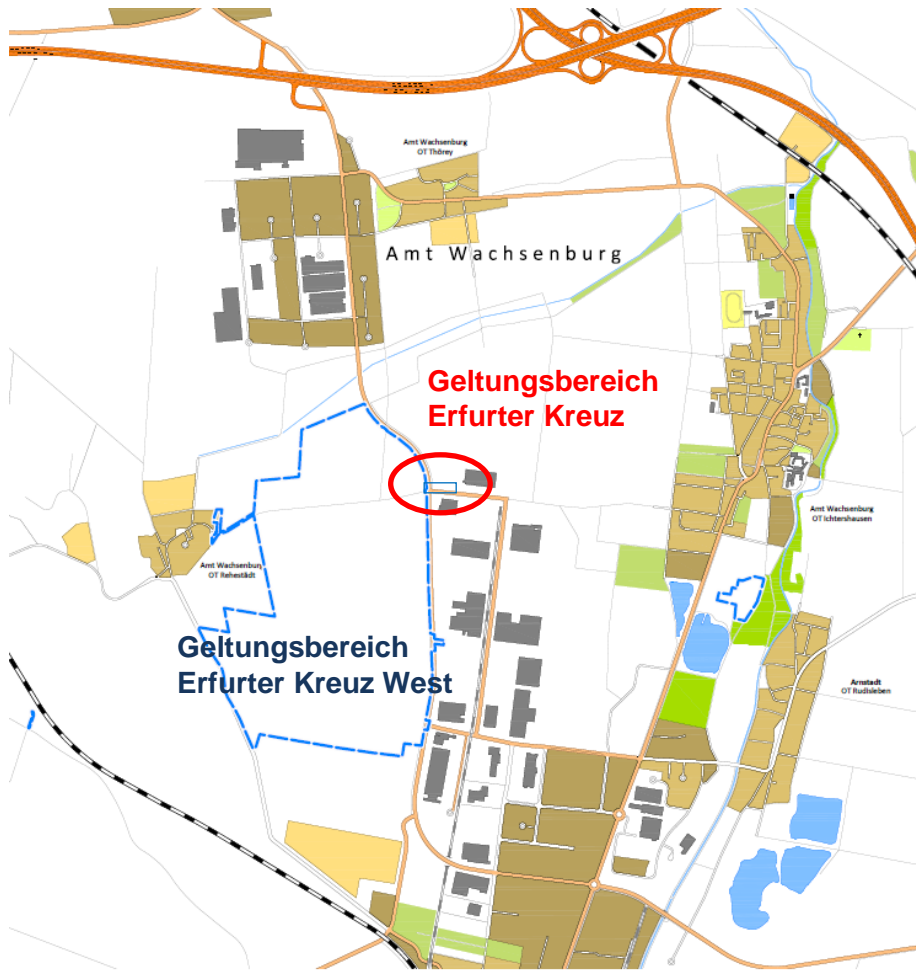 Amt Wachsenburg
OT Thörey
Amt Wachsenburg
Geltungsbereich
Erfurter Kreuz
Amt Wachsenburg
OT Ichtershausen
Amt Wachsenburg
OT Rehestädt
Geltungsbereich
Erfurter Kreuz West
Arnstadt
OT Rudisleben